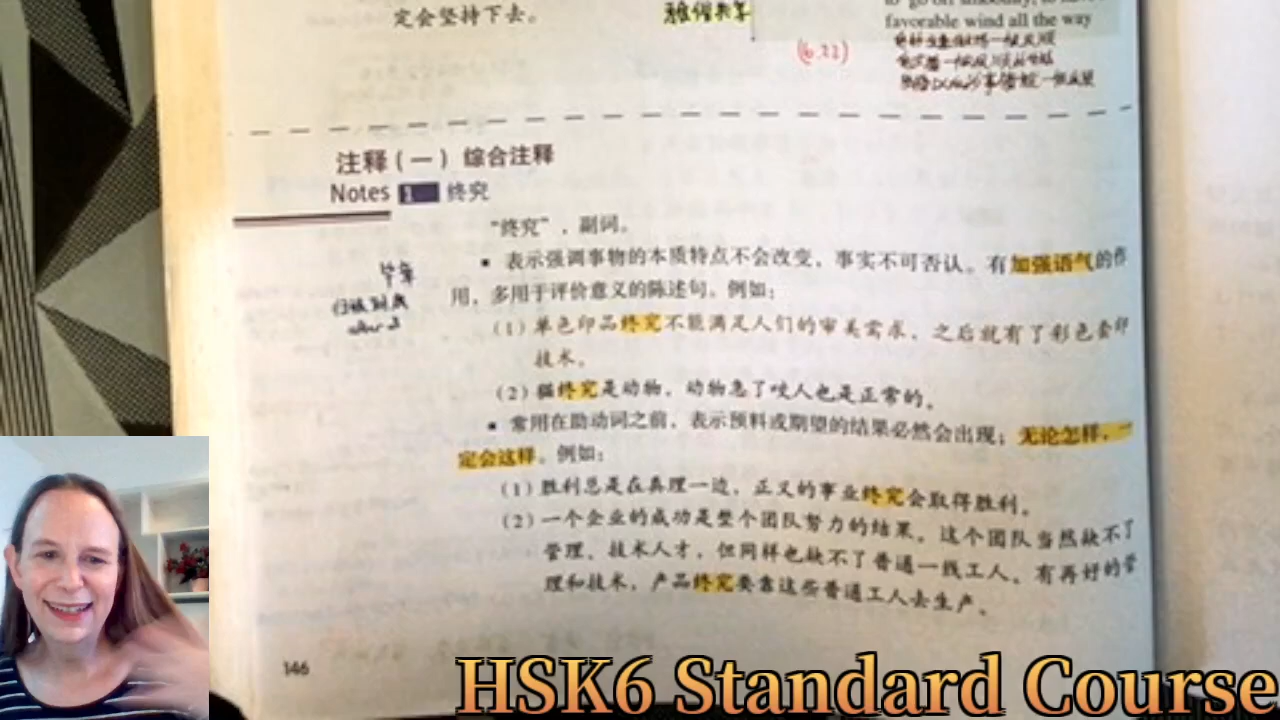 定会坚持下去。
favorable wind all the way
(6.22)
注释(一) 综合注释
Notes 1 终究
“终究”，副词。
▪ 表示强调事物的本质特点不会改变，事实不可否认。有加强语气的作
用，多用于评价意义的陈述句。例如：
(1) 单色印品终究不能满足人们的审美需求，之后就有了彩色套印
技术。
(2) 猫终究是动物，动物急了咬人也是正常的。
▪ 常用在助动词之前，表示预料或期望的结果必然会出现；无论怎样，一
定会这样。例如：
(1) 胜利总是在真理一边，正义的事业终究会取得胜利。
(2) 一个企业的成功是整个团队努力的结果，这个团队当然缺不了
管理、技术人才，但同样也缺不了普通一线工人。有再好的管
理和技术，产品终究要靠这些普通工人去生产。
146
HSK6 Standard Course